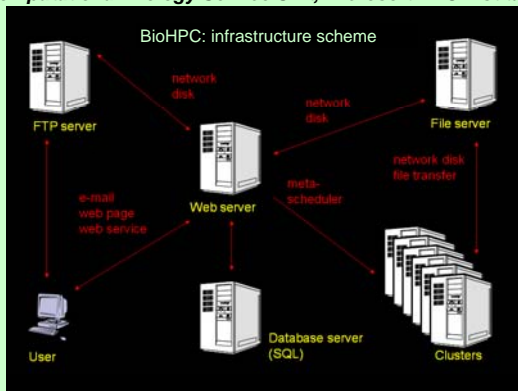 BioHPC: infrastructure scheme
network
disk
FTP server
network
disk
File server
Web server
e-mail
web page
web service
meta-
scheduler
network disk
file transfer
User
Database server
(SQL)
Clusters